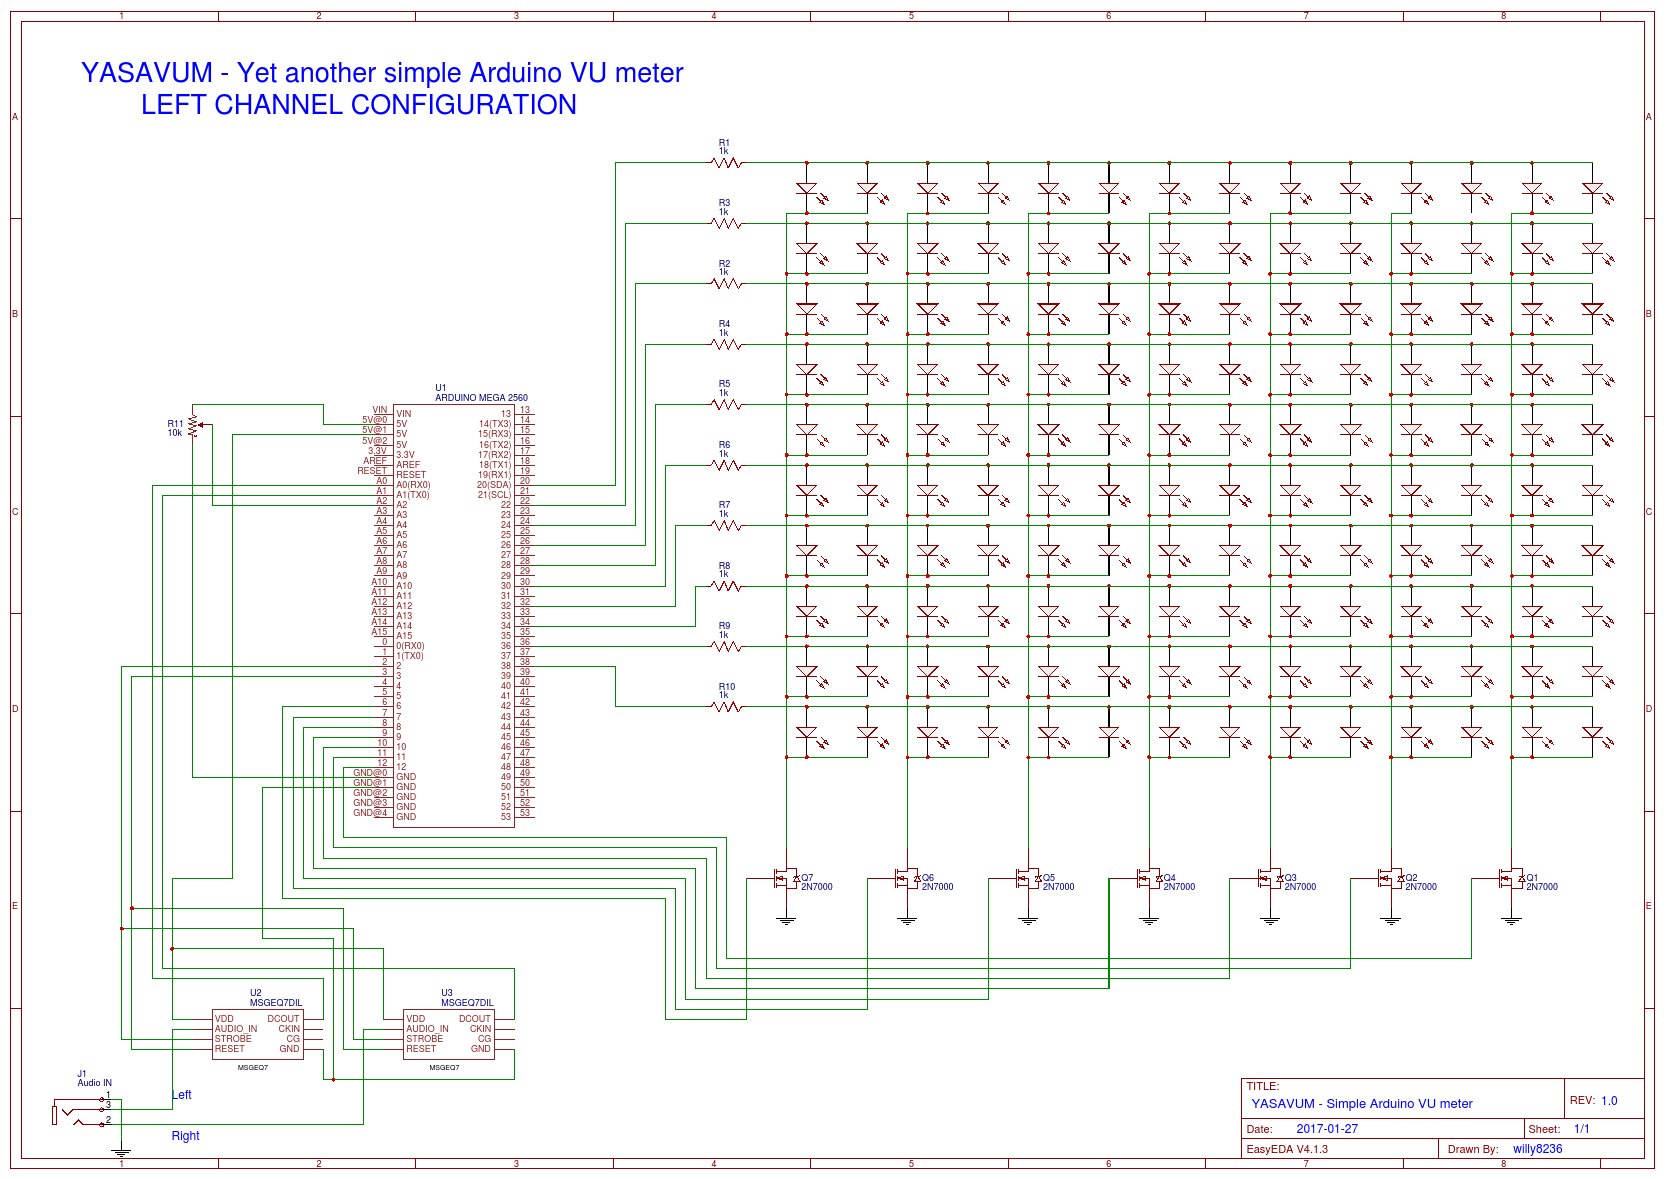 1 2 3 4 5 6 7 8
A A
B B
C C
D D
E E
YASAVUM - Yet another simple Arduino VU meter
LEFT CHANNEL CONFIGURATION
R1
1k
R3
1k
R2
1k
R4
1k
R5
1k
R6
1k
R7
1k
R8
1k
R9
1k
R10
1k
R11
10k
U1
ARDUINO MEGA 2560
VIN VIN 13 13
5V@0 5V 14(TX3) 14
5V@1 5V 15(RX3) 15
5V@2 5V 16(TX2) 16
3.3V 3.3V 17(RX2) 17
AREF AREF 18(TX1) 18
RESET RESET 19(RX1) 19
A0 A0(RX0) 20(SDA) 20
A1 A1(TX0) 21(SCL) 21
A2 A2 22 22
A3 A3 23 23
A4 A4 24 24
A5 A5 25 25
A6 A6 26 26
A7 A7 27 27
A8 A8 28 28
A9 A9 29 29
A10 A10 30 30
A11 A11 31 31
A12 A12 32 32
A13 A13 33 33
A14 A14 34 34
A15 A15 35 35
0 0(RX0) 36 36
1 1(TX0) 37 37
2 2 38 38
3 3 39 39
4 4 40 40
5 5 41 41
6 6 42 42
7 7 43 43
8 8 44 44
9 9 45 45
10 10 46 46
11 11 47 47
12 12 48 48
GND@0 GND 49 49
GND@1 GND 50 50
GND@2 GND 51 51
GND@3 GND 52 52
GND@4 GND 53 53
Q7
2N7000
Q6
2N7000
Q5
2N7000
Q4
2N7000
Q3
2N7000
Q2
2N7000
Q1
2N7000
U2
MSGEQ7DIL
VDD DCOUT
AUDIO_IN CKIN
STROBE CG
RESET GND
MSGEQ7
U3
MSGEQ7DIL
VDD DCOUT
AUDIO_IN CKIN
STROBE CG
RESET GND
MSGEQ7
J1
Audio IN
1
3
2
Left
Right
TITLE:
YASAVUM - Simple Arduino VU meter
REV: 1.0
Date: 2017-01-27
Sheet: 1/1
EasyEDA V4.1.3
Drawn By: willy8236
1 2 3 4 5 6 7 8